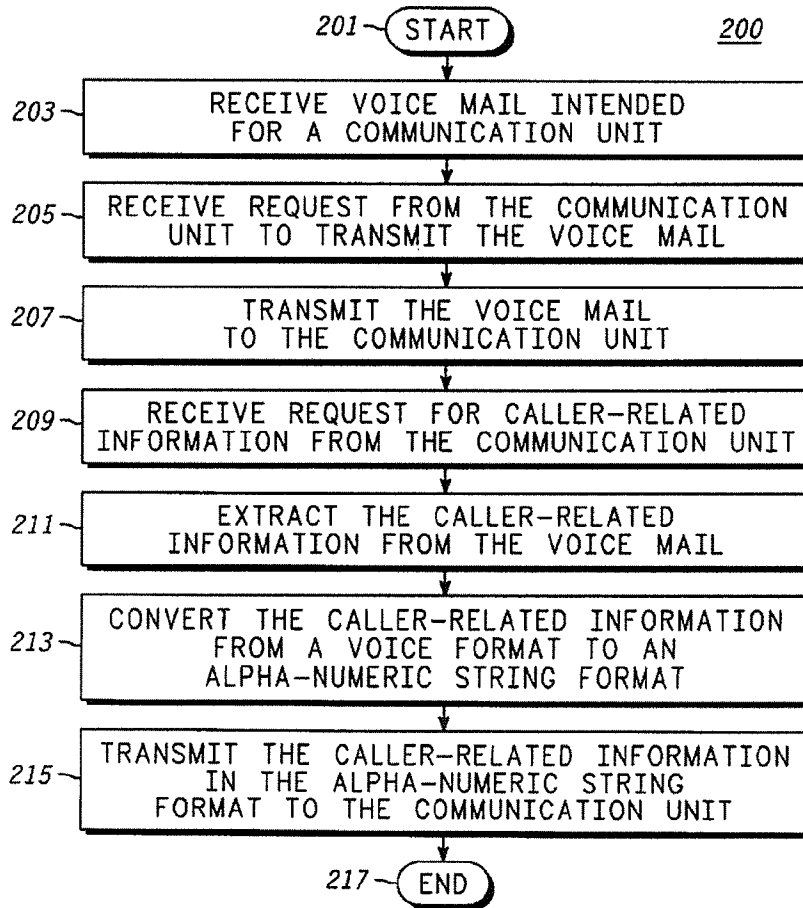 201 START 200
203 RECEIVE VOICE MAIL INTENDED
FOR A COMMUNICATION UNIT
205 RECEIVE REQUEST FROM THE COMMUNICATION
UNIT TO TRANSMIT THE VOICE MAIL
207 TRANSMIT THE VOICE MAIL
TO THE COMMUNICATION UNIT
209 RECEIVE REQUEST FOR CALLER-RELATED
INFORMATION FROM THE COMMUNICATION UNIT
211 EXTRACT THE CALLER-RELATED
INFORMATION FROM THE VOICE MAIL
213 CONVERT THE CALLER-RELATED INFORMATION
FROM A VOICE FORMAT TO AN
ALPHA-NUMERIC STRING FORMAT
215 TRANSMIT THE CALLER-RELATED INFORMATION
IN THE ALPHA-NUMERIC STRING
FORMAT TO THE COMMUNICATION UNIT
217 END